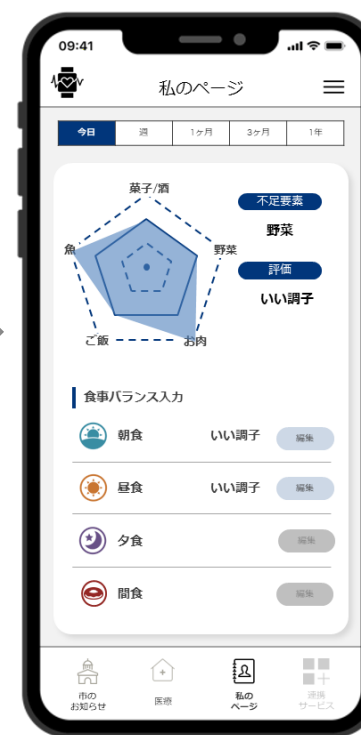 09:41
私のページ
今日
週
1ヶ月
3ヶ月
1年
菓子/酒
魚
野菜
ご飯
お肉
不足要素
野菜
評価
いい調子
食事バランス入力
朝食 いい調子 編集
昼食 いい調子 編集
夕食 編集
間食 編集
市の
お知らせ
医療
私の
ページ
連携
サービス